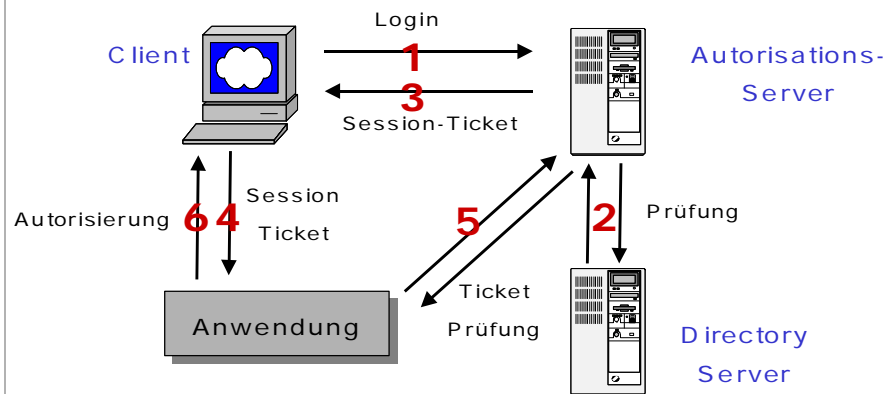 Login
Client
1
Autorisations-
Server
3
Session-Ticket
Autorisierung
6
4
Session
Ticket
5
2
Prüfung
Ticket
Prüfung
Anwendung
Directory
Server